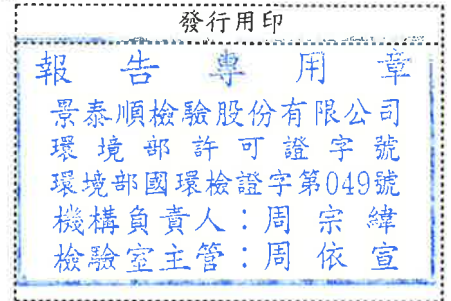 發行用印
報告專用章
景泰順檢驗股份有限公司
環境部許可證字號
環境部國環檢證字第049號
機構負責人：周宗緯
檢驗室主管：周依宣